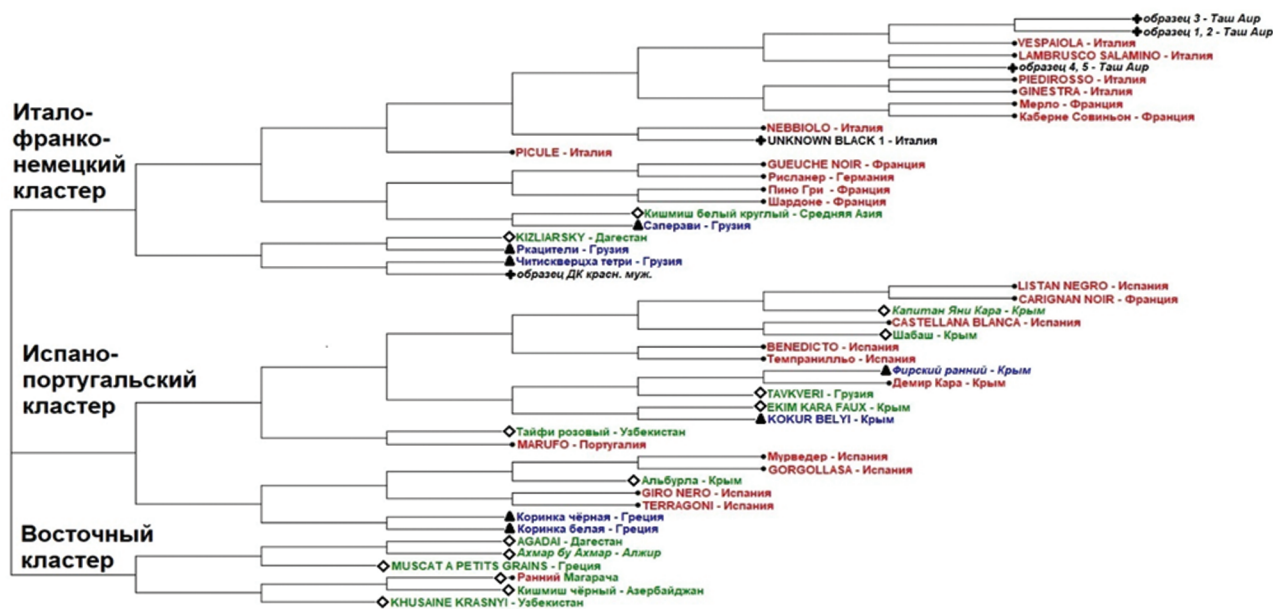 образец 3 - Таш Аир
образец 1, 2 - Таш Аир
VESPAIOLA - Италия
LAMBRUSCO SALAMINO - Италия
образец 4, 5 - Таш Аир
PIEDIROSSO - Италия
GINESTRA - Италия
Мерло - Франция
Каберне Совиньон - Франция
Итало-
франко-
немецкий
кластер
NEBBIOLO - Италия
UNKNOWN BLACK 1 - Италия
PICULE - Италия
GUEUCHE NOIR - Франция
Рисланер - Германия
Пино Гри - Франция
Шардоне - Франция
Кишмиш белый круглый - Средняя Азия
Саперави - Грузия
KIZLIARSKY - Дагестан
Ркацители - Грузия
Читискверцха тетри - Грузия
образец ДК красн. муж.
Испано-
португальский
кластер
LISTAN NEGRO - Испания
CARIGNAN NOIR - Франция
Капитан Яни Кара - Крым
CASTELLANA BLANCA - Испания
Шабаш - Крым
BENEDICTO - Испания
Темпранилльо - Испания
Фирский ранний - Крым
Демир Кара - Крым
TAVKVERI - Грузия
EKIM KARA FAUX - Крым
KOKUR BELYI - Крым
Тайфи розовый - Узбекистан
MARUFO - Португалия
Мурведер - Испания
GORGOLLASA - Испания
Альбурла - Крым
GIRO NERO - Испания
TERRAGONI - Испания
Коринка чёрная - Греция
Коринка белая - Греция
Восточный
кластер
AGADAI - Дагестан
Ахмар бу Ахмар - Алжир
MUSCAT A PETITS GRAINS - Греция
Ранний Магарача
Кишмиш чёрный - Азербайджан
KHUSAINE KRASNYI - Узбекистан